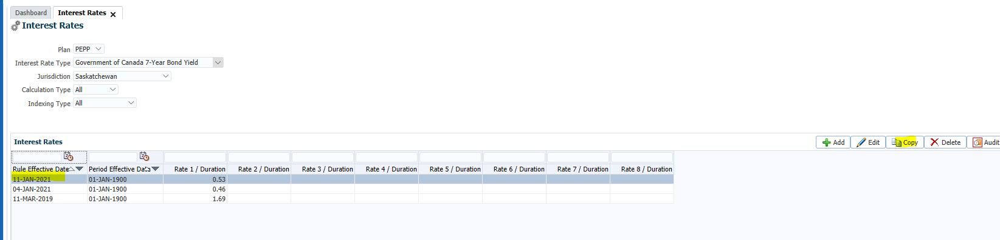 Dashboard Interest Rates
Interest Rates
Plan PEPP
Interest Rate Type Government of Canada 7-Year Bond Yield
Jurisdiction Saskatchewan
Calculation Type All
Indexing Type All
Interest Rates Add Edit Copy Delete Audit
Rule Effective Date Period Effective Date Rate 1 / Duration Rate 2 / Duration Rate 3 / Duration Rate 4 / Duration Rate 5 / Duration Rate 6 / Duration Rate 7 / Duration Rate 8 / Duration
11-JAN-2021 01-JAN-1900 0.53
04-JAN-2021 01-JAN-1900 0.46
11-MAR-2019 01-JAN-1900 1.69